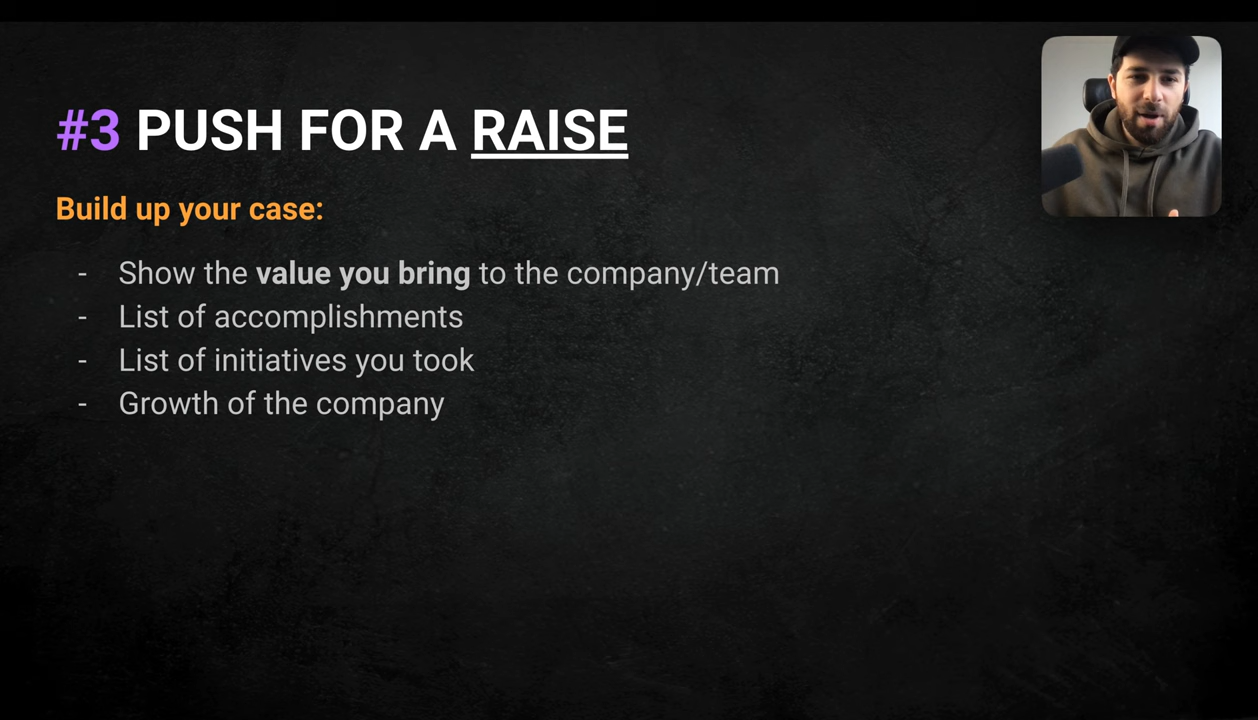 #3 PUSH FOR A RAISE
Build up your case:
- Show the value you bring to the company/team
- List of accomplishments
- List of initiatives you took
- Growth of the company